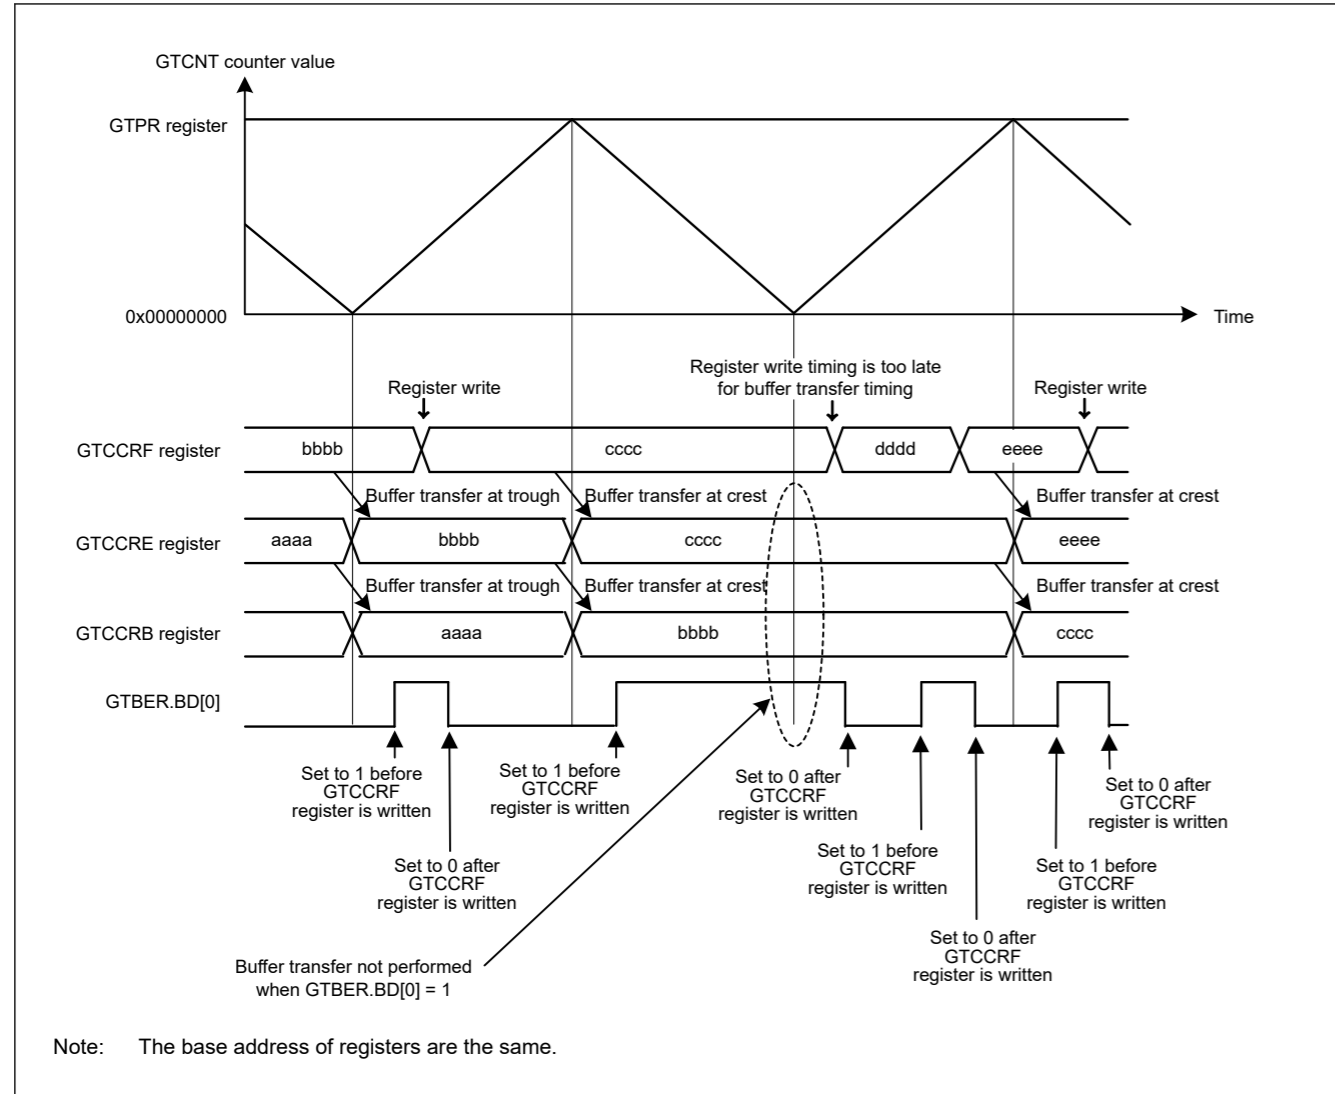 GTCNT counter value
GTPR register
0x00000000
Time
Register write timing is too late
for buffer transfer timing
Register write
Register write
GTCCRF register
bbbb
cccc
dddd
eeee
Buffer transfer at trough
Buffer transfer at crest
Buffer transfer at crest
GTCCRE register
aaaa
bbbb
cccc
eeee
Buffer transfer at trough
Buffer transfer at crest
Buffer transfer at crest
GTCCRB register
aaaa
bbbb
cccc
GTBER.BD[0]
Set to 1 before
GTCCRF
register is written
Set to 0 after
GTCCRF
register is written
Set to 1 before
GTCCRF
register is written
Set to 0 after
GTCCRF
register is written
Set to 1 before
GTCCRF
register is written
Set to 0 after
GTCCRF
register is written
Set to 1 before
GTCCRF
register is written
Set to 0 after
GTCCRF
register is written
Buffer transfer not performed
when GTBER.BD[0] = 1
Note: The base address of registers are the same.